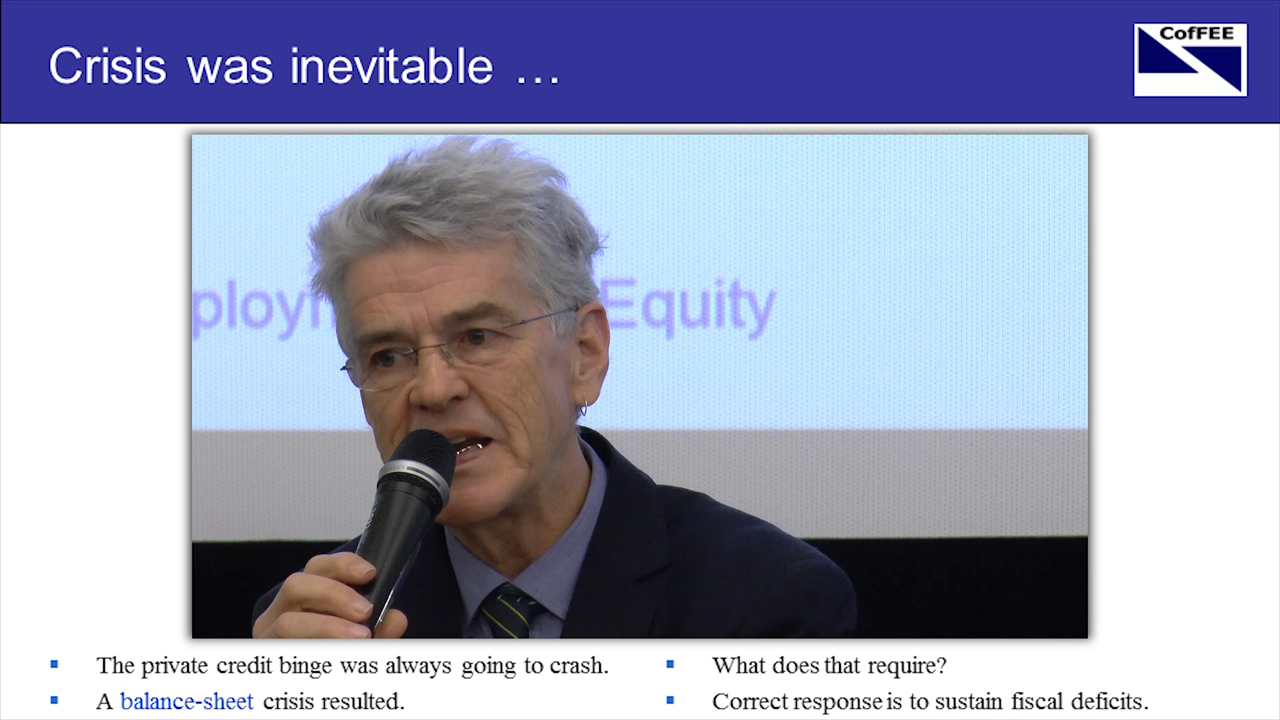 Crisis was inevitable …
CofFEE
Equity
The private credit binge was always going to crash.
A balance-sheet crisis resulted.
What does that require?
Correct response is to sustain fiscal deficits.